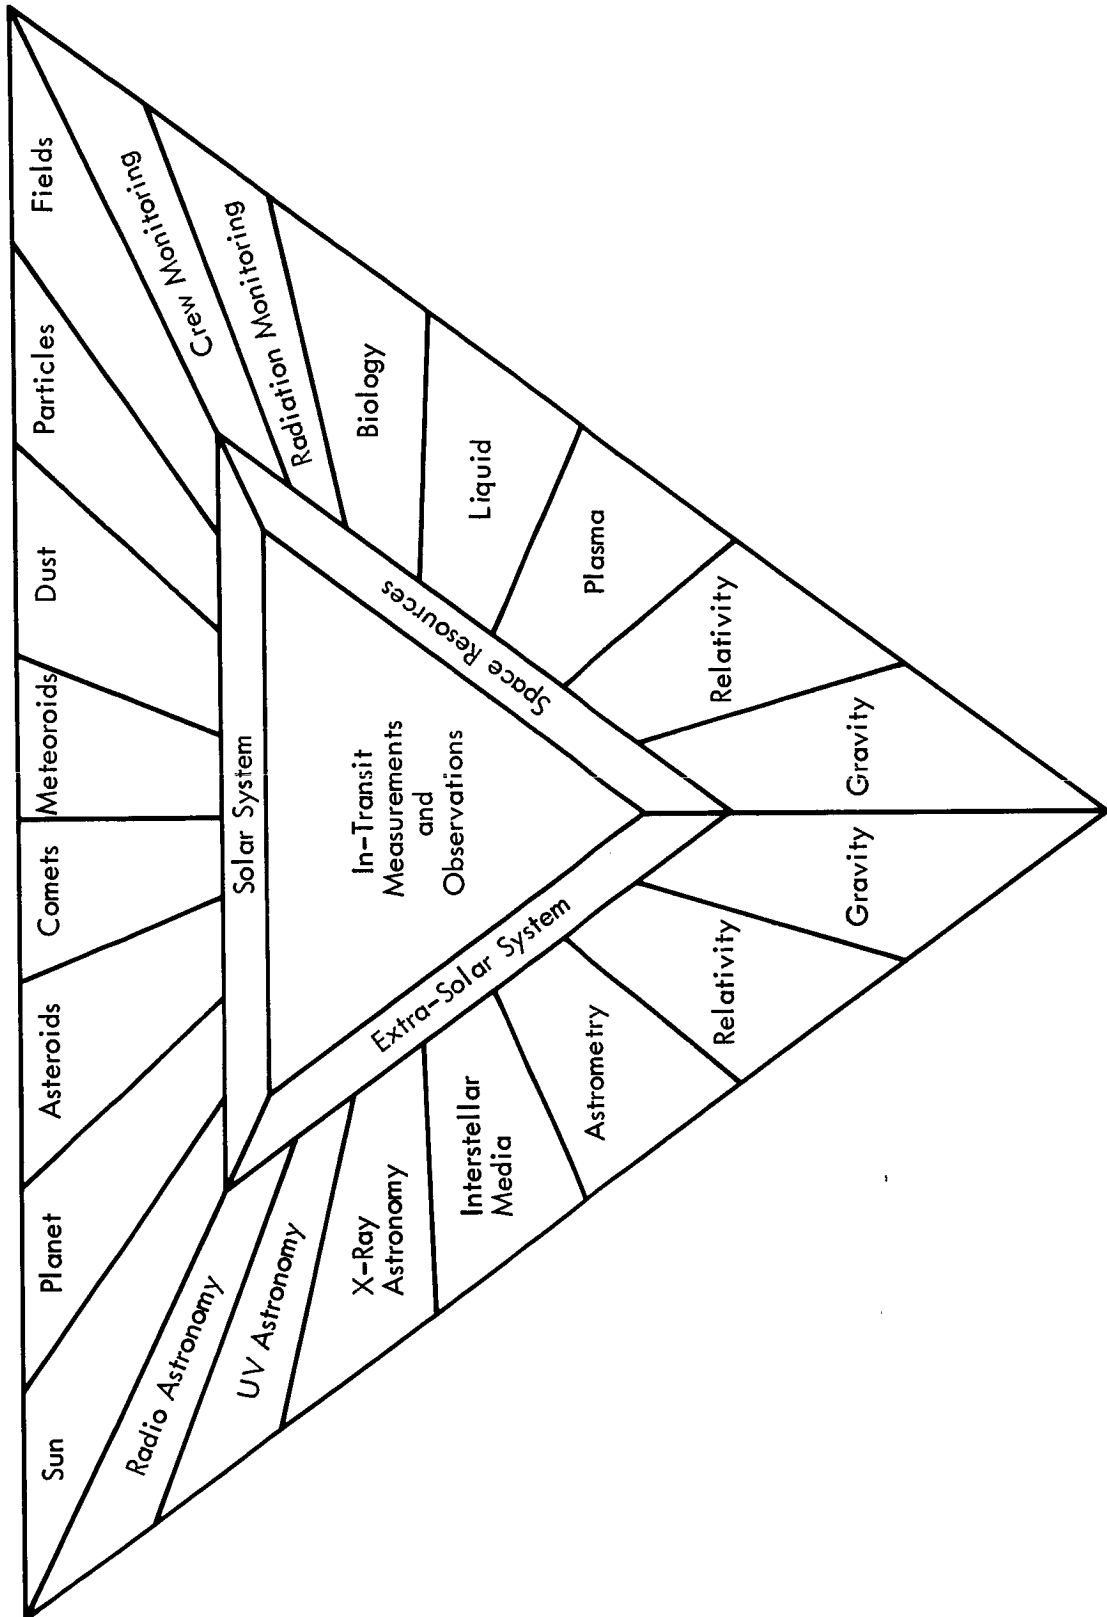 Sun
Planet
Asteroids
Comets
Meteoroids
Dust
Particles
Fields
Radio Astronomy
UV Astronomy
X-Ray
Astronomy
Interstellar
Media
Astrometry
Relativity
Gravity
Solar System
Extra-Solar System
Space Resources
In-Transit
Measurements
and
Observations
Crew Monitoring
Radiation Monitoring
Biology
Liquid
Plasma
Relativity
Gravity